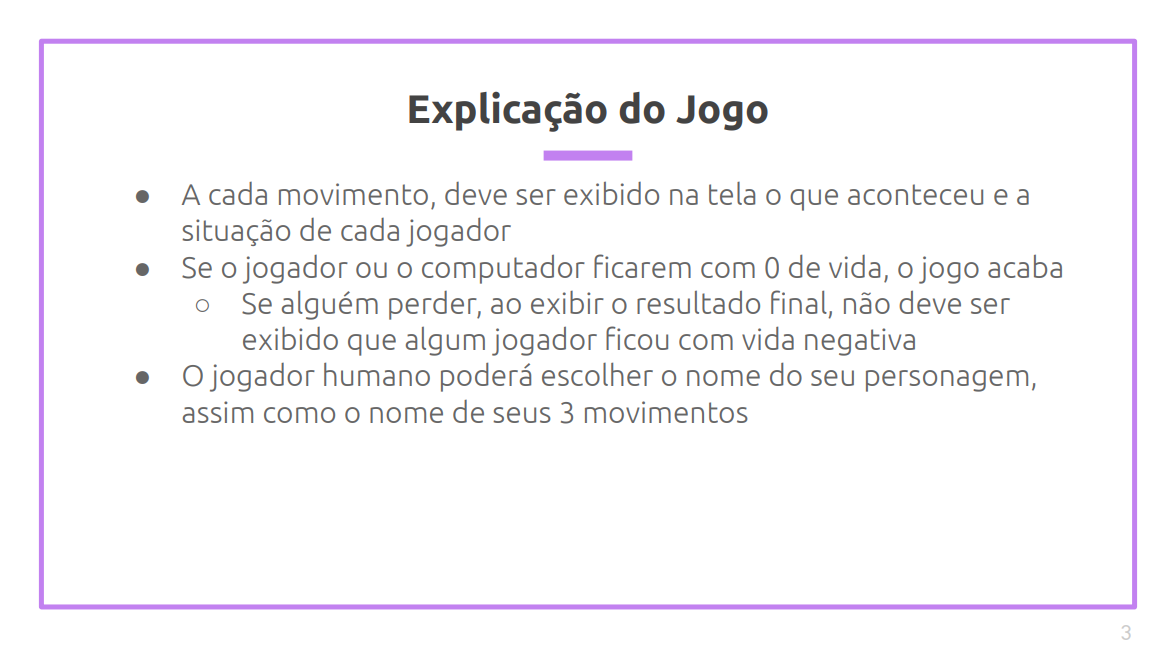 Explicação do Jogo
● A cada movimento, deve ser exibido na tela o que aconteceu e a
situação de cada jogador
● Se o jogador ou o computador ficarem com 0 de vida, o jogo acaba
○ Se alguém perder, ao exibir o resultado final, não deve ser
exibido que algum jogador ficou com vida negativa
● O jogador humano poderá escolher o nome do seu personagem,
assim como o nome de seus 3 movimentos
3